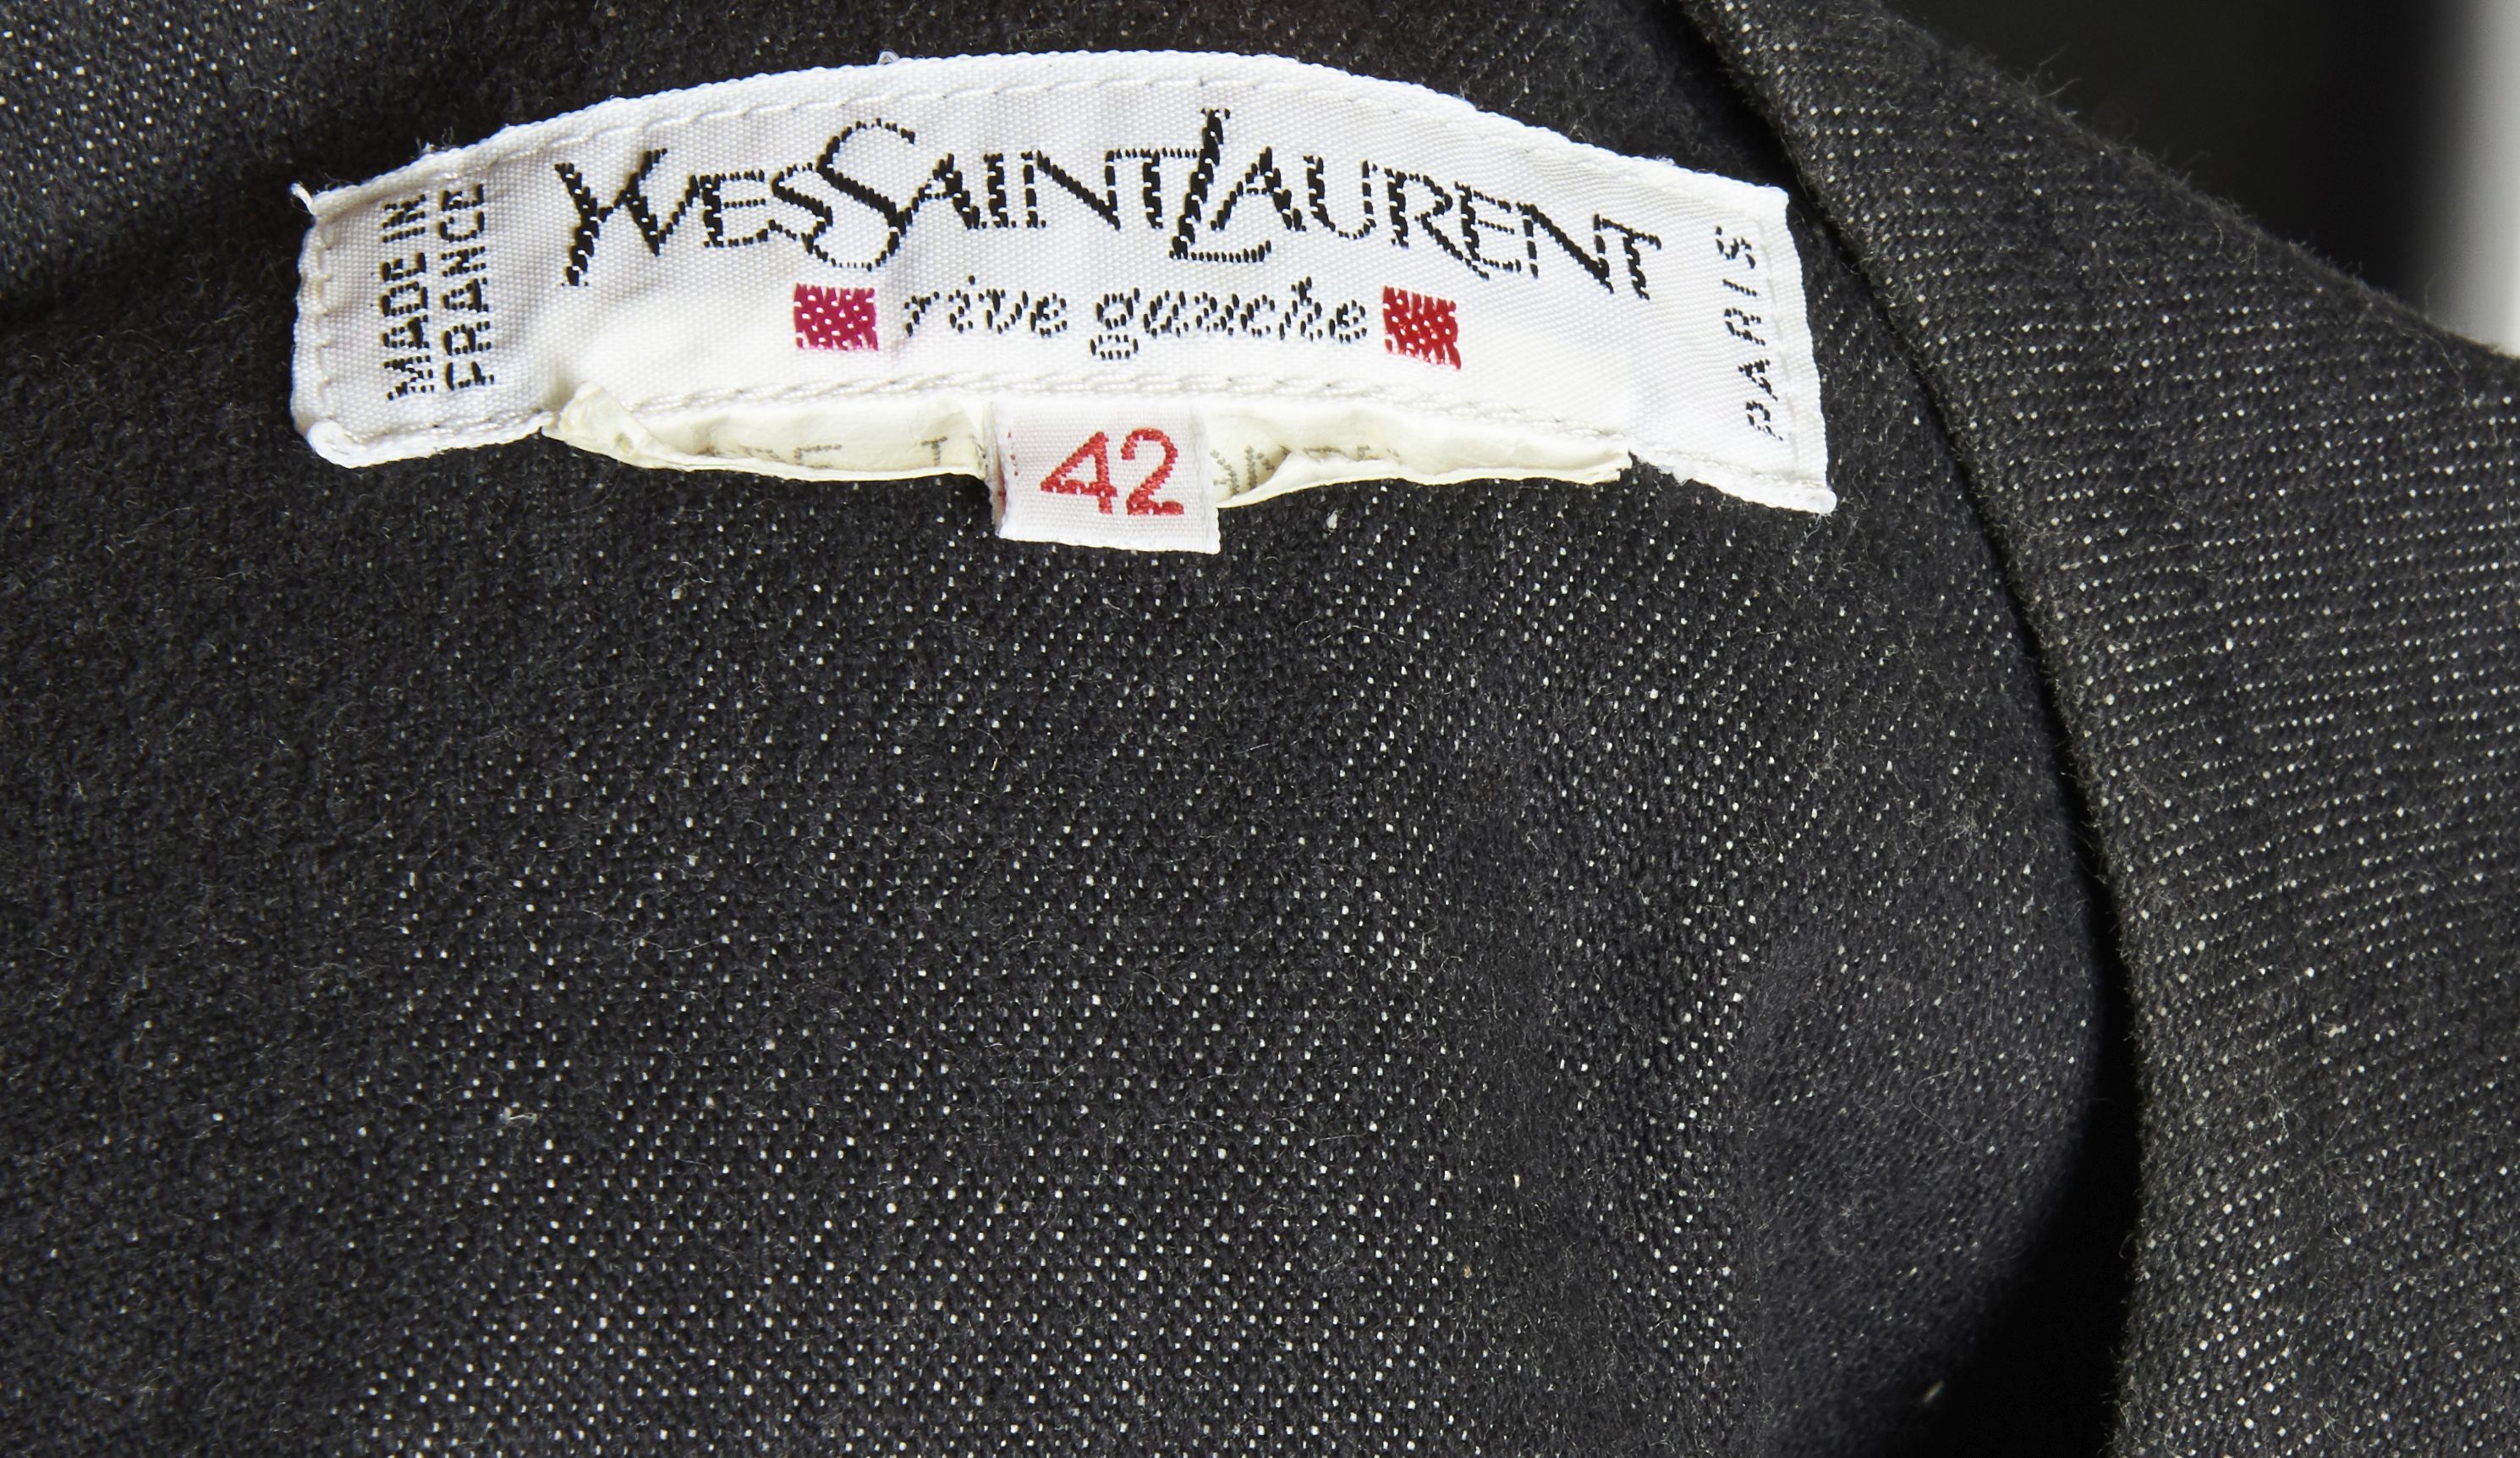 MADE IN
FRANCE
YVESSAINTLAURENT
rive gauche
PARIS
42